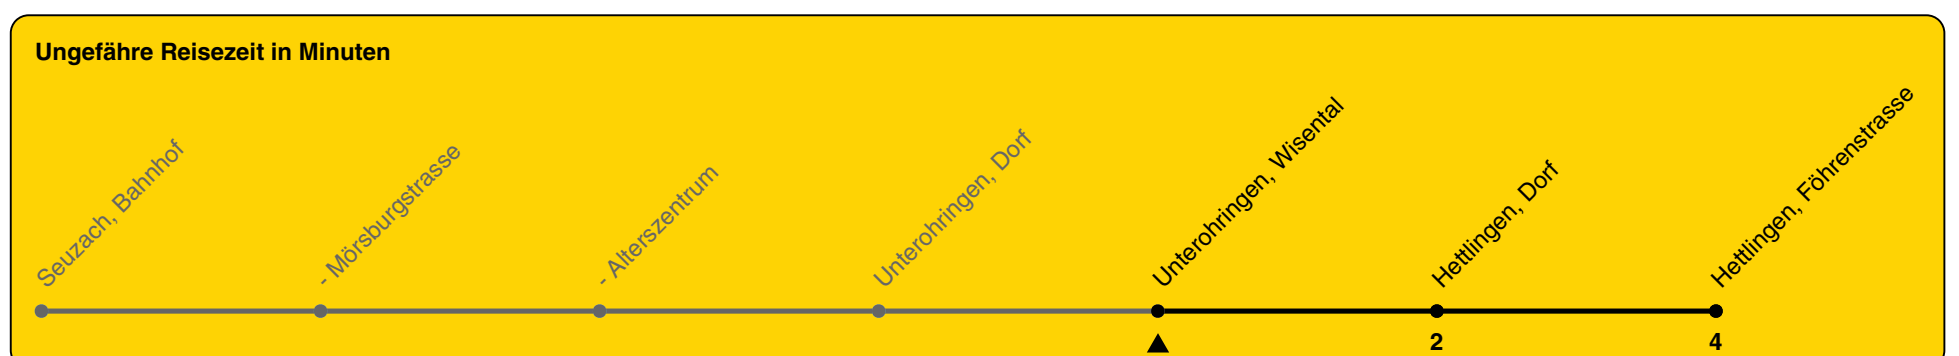 Ungefähre Reisezeit in Minuten
Seuzach, Bahnhof
- Mörsburgstrasse
- Alterszentrum
Unterohringen, Dorf
Unterohringen, Wisental
Hettlingen, Dorf
Hettlingen, Föhrenstrasse
2
4